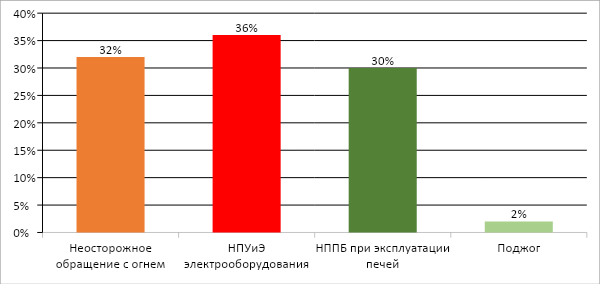 40%
35%
30%
25%
20%
15%
10%
5%
0%
32%
36%
30%
2%
Неосторожное
обращение с огнем
НПУиЭ
электрооборудования
НППБ при эксплуатации
печей
Поджог